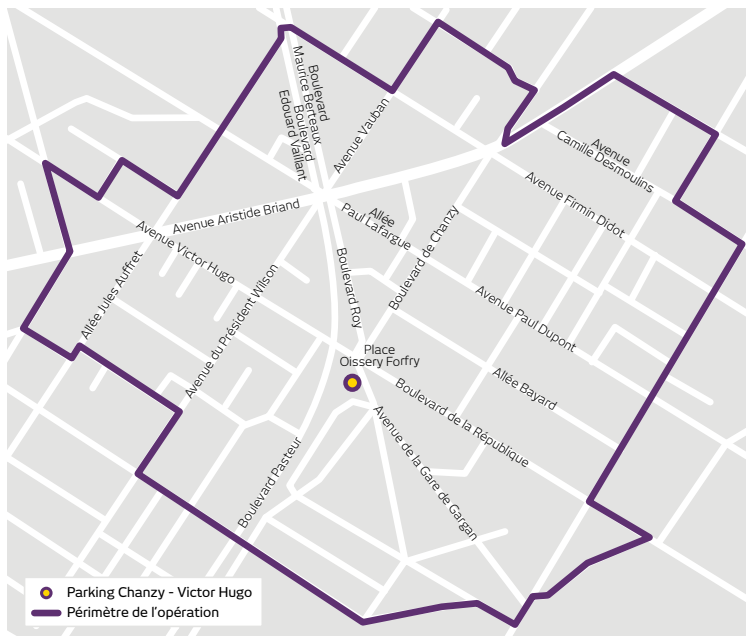 Boulevard
Maurice Berteaux
Boulevard
Edouard Vaillant
Avenue Vauban
Avenue
Camille Desmoulins
Avenue Firmin Didot
Avenue Aristide Briand
Allée
Paul Lafargue
Boulevard de Chanzy
Avenue Victor Hugo
Allée Jules Auffret
Avenue du Président Wilson
Boulevard Roy
Avenue Paul Dupont
Place
Oissery Forfry
Allée Bayard
Boulevard de la République
Avenue de la Gare de Gargan
Boulevard Pasteur
Parking Chanzy - Victor Hugo
Périmètre de l'opération